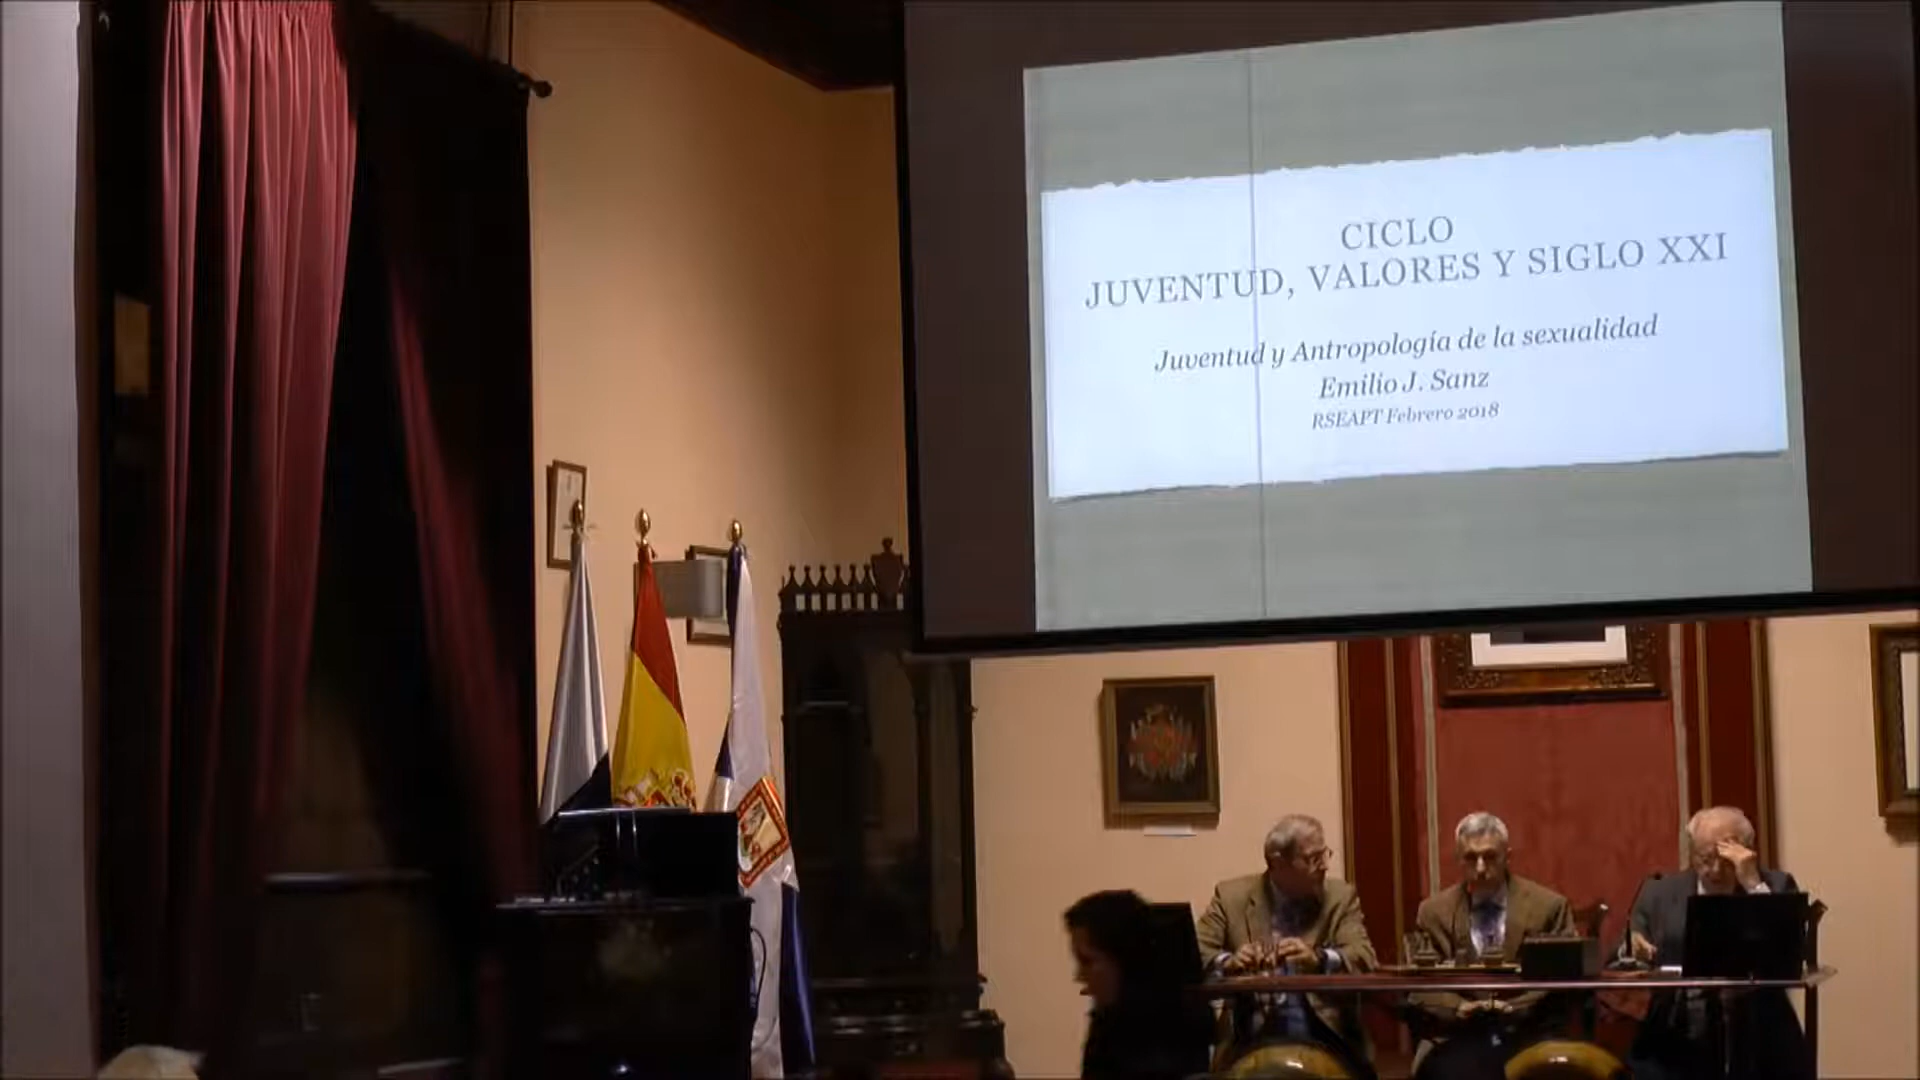 CICLO
JUVENTUD, VALORES Y SIGLO XXI
Juventud y Antropología de la sexualidad
Emilio J. Sanz
RSEAPT Febrero 2018